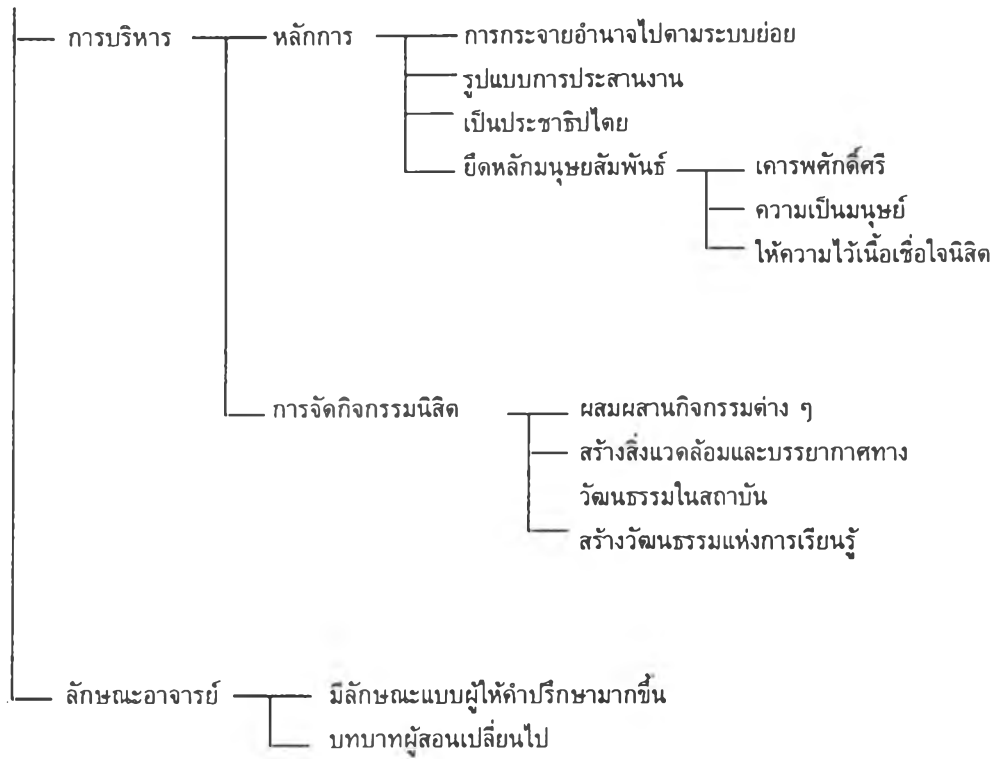 การบริหาร หลักการ การกระจายอำนาจไปตามระบบย่อย
รูปแบบการประสานงาน
เป็นประชาธิปไตย
ยึดหลักมนุษยสัมพันธ์ เคารพศักดิ์ศรี
ความเป็นมนุษย์
ให้ความไว้เนื้อเชื่อใจนิสิต
การจัดกิจกรรมนิสิต ผสมผสานกิจกรรมต่าง ๆ
สร้างสิ่งแวดล้อมและบรรยากาศทาง
วัฒนธรรมในสถาบัน
สร้างวัฒนธรรมแห่งการเรียนรู้
ลักษณะอาจารย์ มีลักษณะแบบผู้ให้คำปรึกษามากขึ้น
บทบาทผู้สอนเปลี่ยนไป